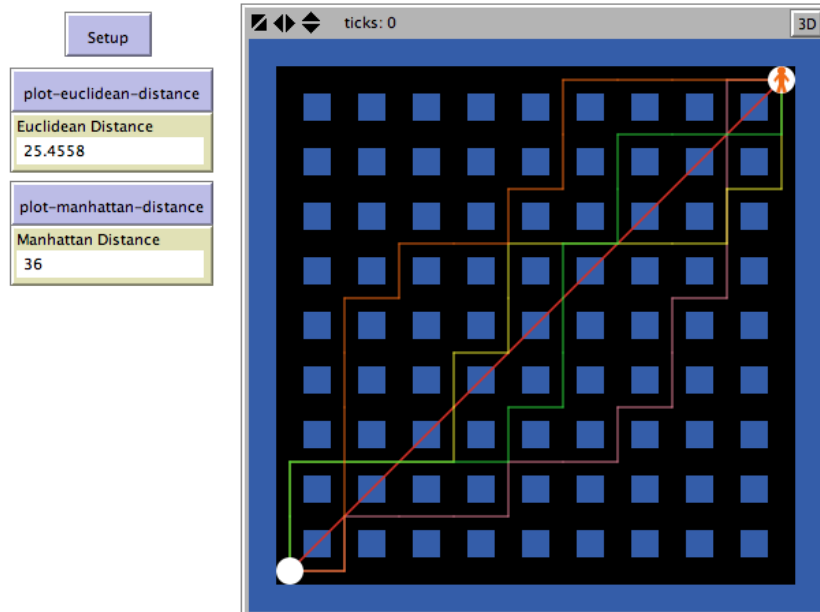 Setup
ticks: 0
3D
plot-euclidean-distance
Euclidean Distance
25.4558
plot-manhattan-distance
Manhattan Distance
36